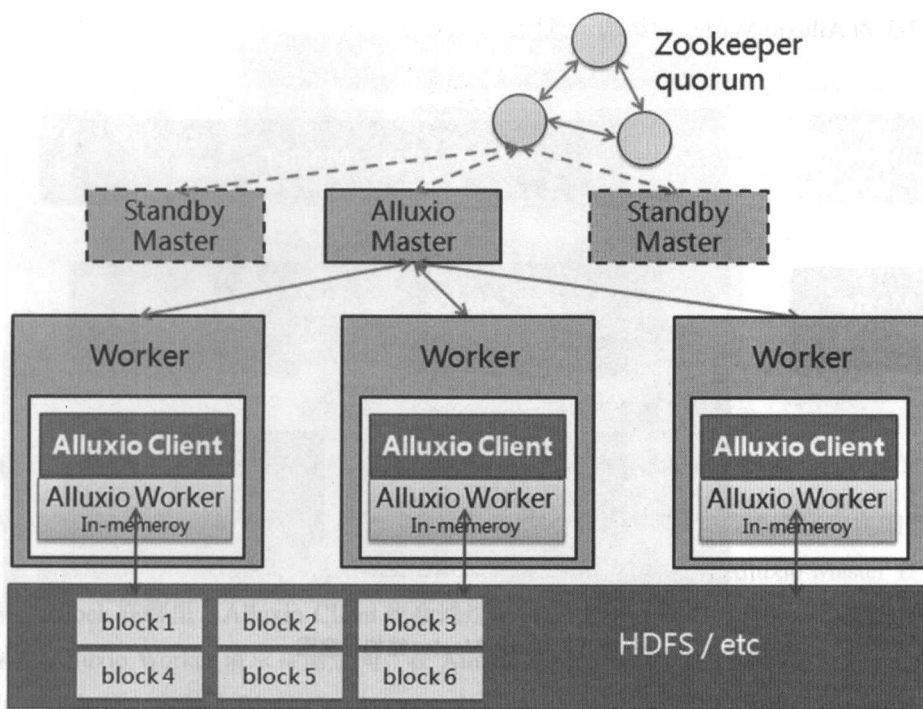 Zookeeper
quorum
Standby
Master
Alluxio
Master
Standby
Master
Worker
Worker
Worker
Alluxio Client
Alluxio Worker
In-memeroy
Alluxio Client
Alluxio Worker
In-memeroy
Alluxio Client
Alluxio Worker
In-memeroy
block 1
block 2
block 3
HDFS / etc
block 4
block 5
block 6